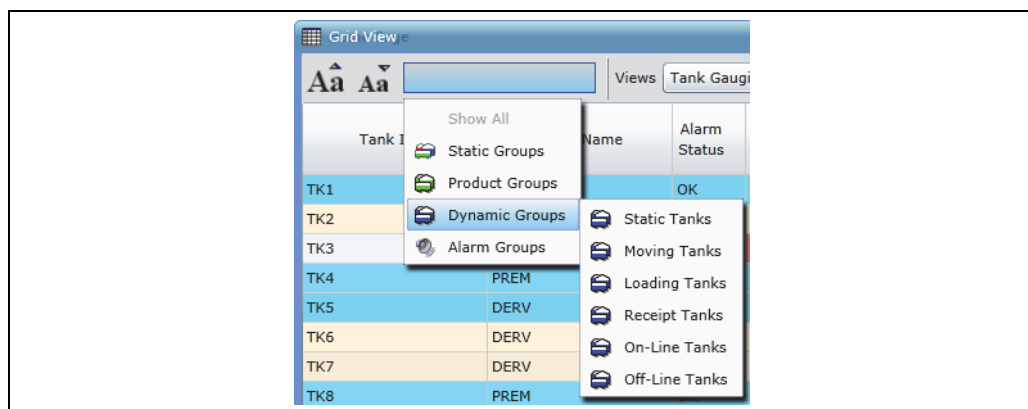 Grid View
Aa Aa Views Tank Gaugi
Tank I Name Alarm
Status
Show All
Static Groups
Product Groups
Dynamic Groups
Alarm Groups
Static Tanks
Moving Tanks
Loading Tanks
Receipt Tanks
On-Line Tanks
Off-Line Tanks
TK1 OK
TK2
TK3
TK4 PREM
TK5 DERV
TK6 DERV
TK7 DERV
TK8 PREM